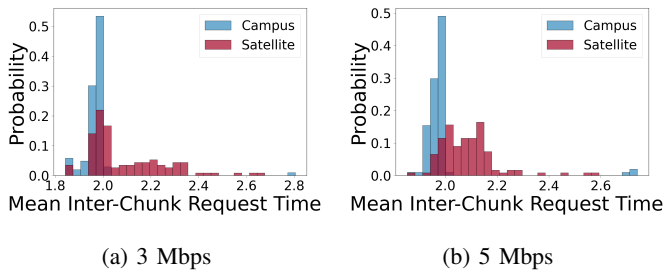 Probability
0.5
0.4
0.3
0.2
0.1
0.0
Campus
Satellite
1.8 2.0 2.2 2.4 2.6 2.8
Mean Inter-Chunk Request Time
(a) 3 Mbps
Probability
0.5
0.4
0.3
0.2
0.1
0.0
Campus
Satellite
2.0 2.2 2.4 2.6
Mean Inter-Chunk Request Time
(b) 5 Mbps